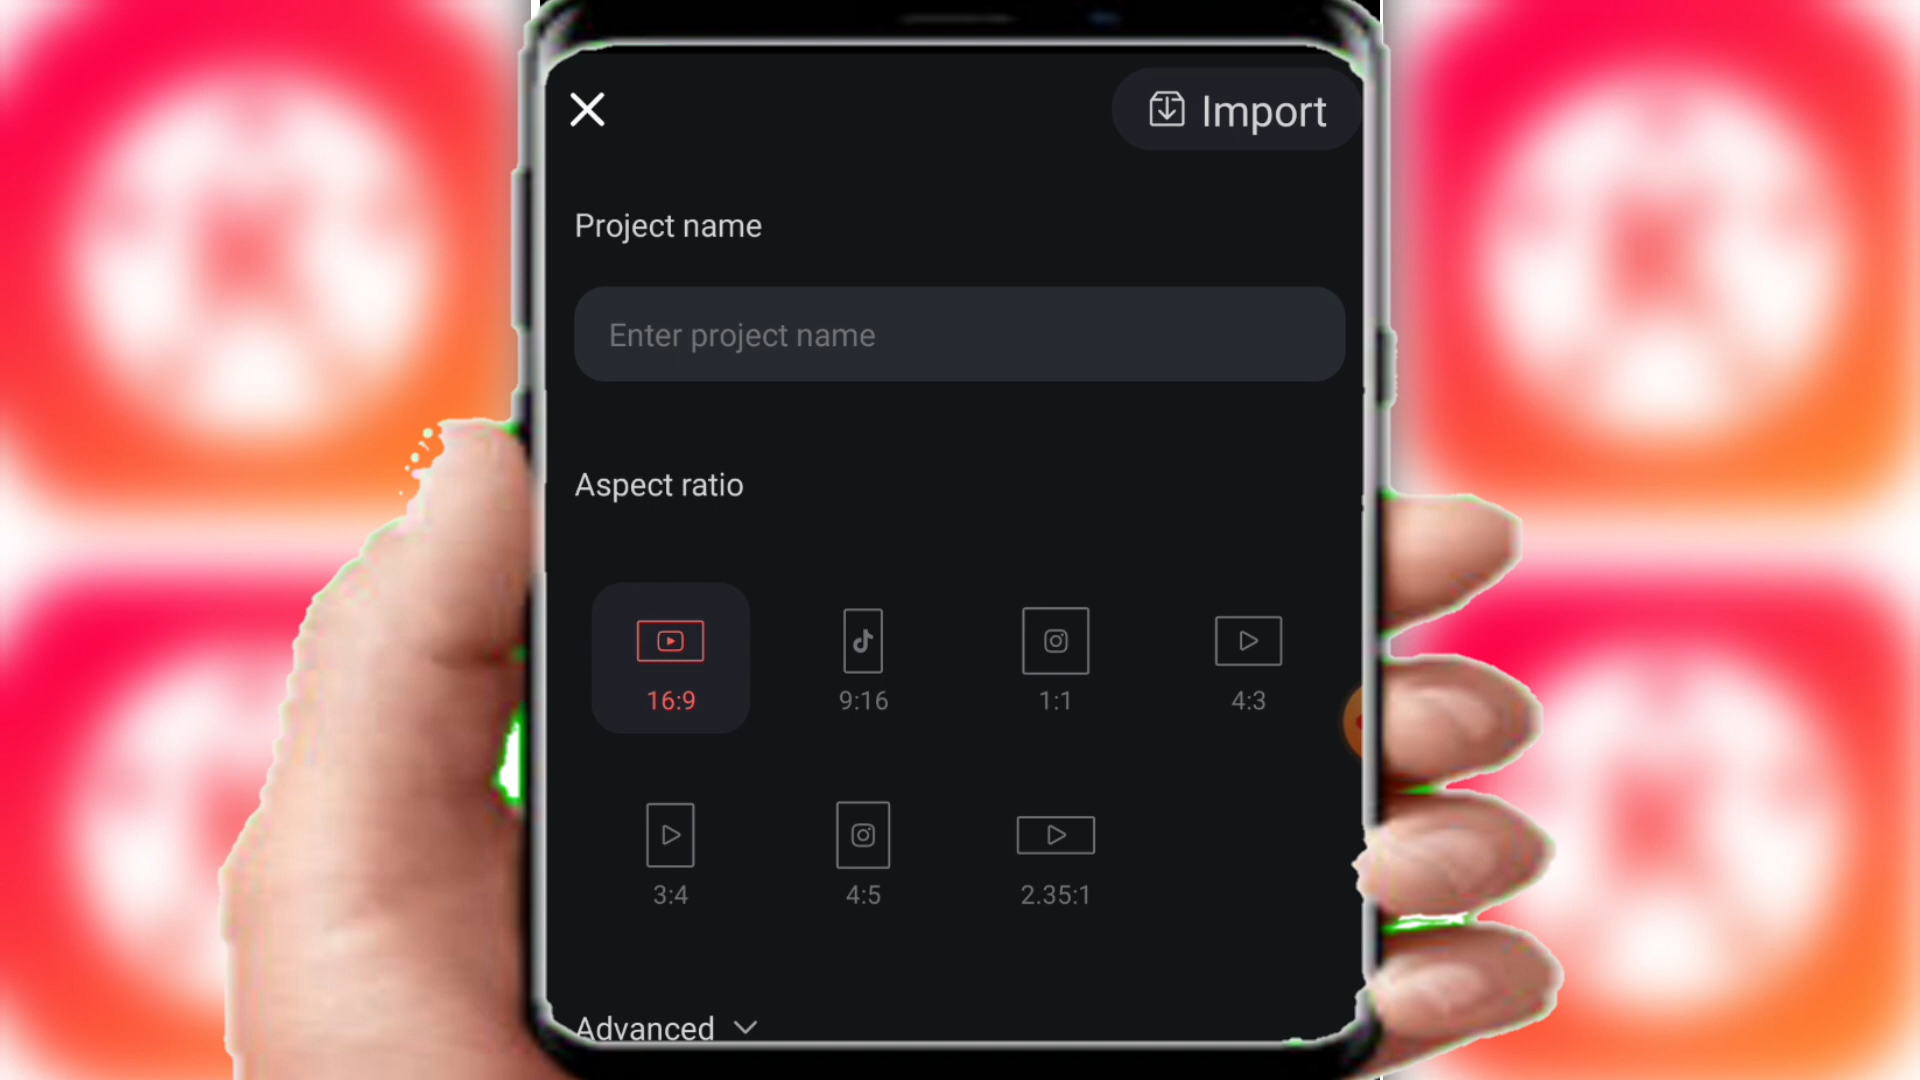 Import
Project name
Enter project name
Aspect ratio
16:9
9:16
1:1
4:3
3:4
4:5
2.35:1
Advanced